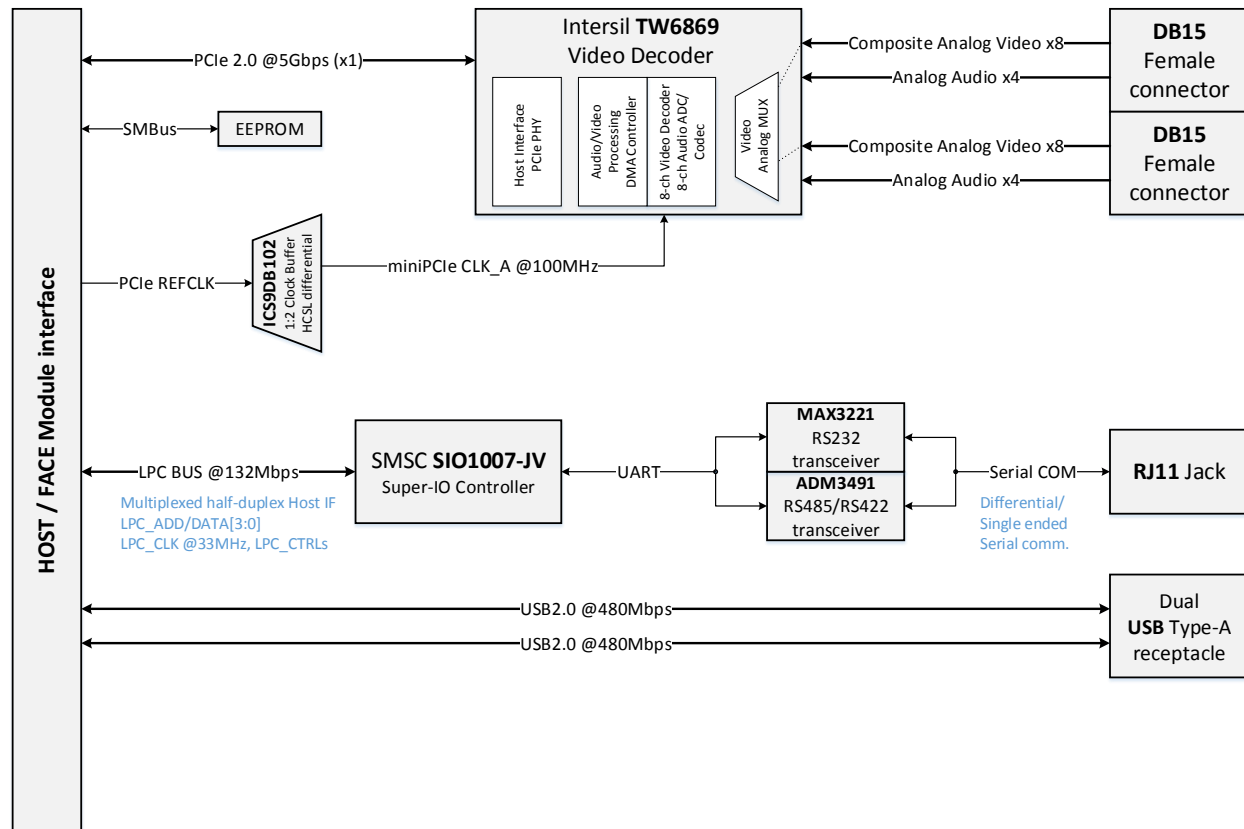 HOST / FACE Module interface
Intersil TW6869
Video Decoder
Host Interface
PCIe PHY
Audio/Video
Processing
DMA Controller
8-ch Video Decoder
8-ch Audio ADC/
Codec
Video
Analog MUX
PCIe 2.0 @5Gbps (x1)
Composite Analog Video x8
Analog Audio x4
DB15
Female
connector
Composite Analog Video x8
Analog Audio x4
DB15
Female
connector
SMBus
EEPROM
PCIe REFCLK
ICS9DB102
1:2 Clock Buffer
HCSL differential
miniPCIe CLK_A @100MHz
LPC BUS @132Mbps
Multiplexed half-duplex Host IF
LPC_ADD/DATA[3:0]
LPC_CLK @33MHz, LPC_CTRLs
SMSC SIO1007-JV
Super-IO Controller
UART
MAX3221
RS232
transceiver
ADM3491
RS485/RS422
transceiver
Serial COM
Differential/
Single ended
Serial comm.
RJ11 Jack
USB2.0 @480Mbps
USB2.0 @480Mbps
Dual
USB Type-A
receptacle